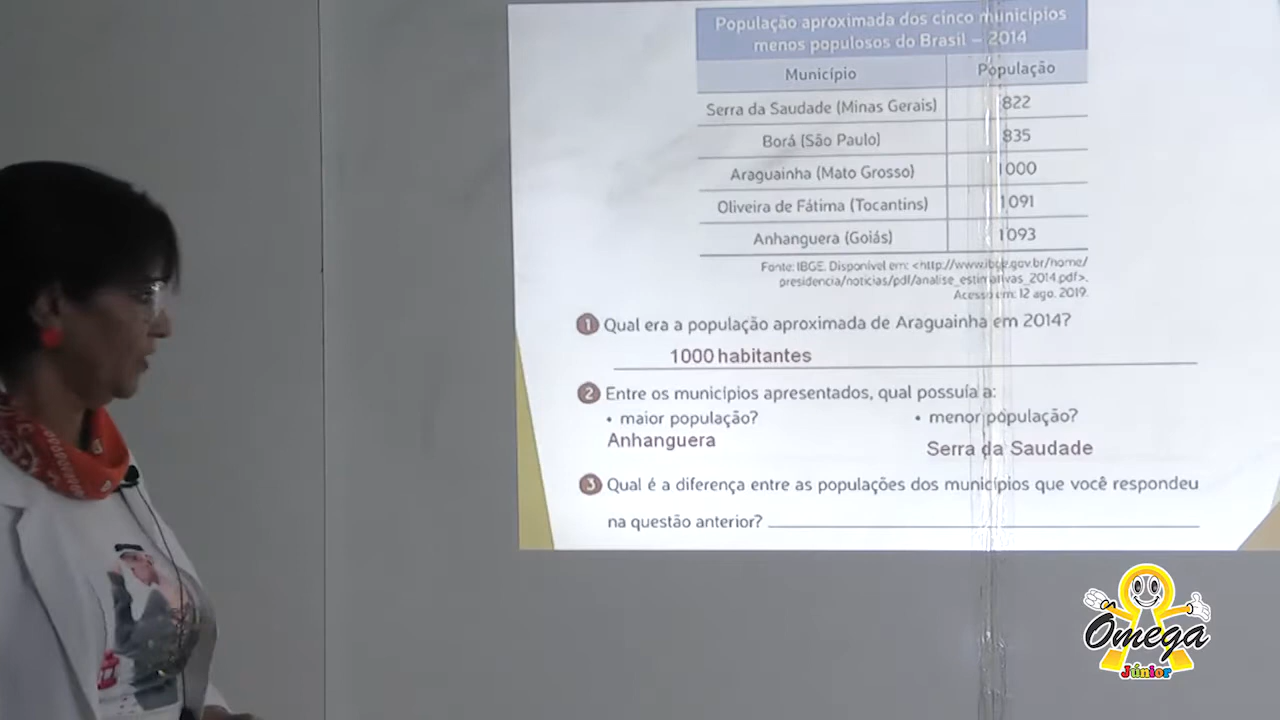 População aproximada dos cinco municípios
menos populosos do Brasil – 2014
Município População
Serra da Saudade (Minas Gerais) 822
Borá (São Paulo) 835
Araguainha (Mato Grosso) 1000
Oliveira de Fátima (Tocantins) 1091
Anhanguera (Goiás) 1093
Fonte: IBGE. Disponível em: <http://www.ibge.gov.br/home/
presidencia/noticias/pdf/analise_estimativas_2014.pdf>.
Acesso em: 12 ago. 2019.
1 Qual era a população aproximada de Araguainha em 2014?
1000 habitantes
2 Entre os municípios apresentados, qual possuía a:
• maior população? • menor população?
Anhanguera Serra da Saudade
3 Qual é a diferença entre as populações dos municípios que você respondeu
na questão anterior?
Ômega
Júnior